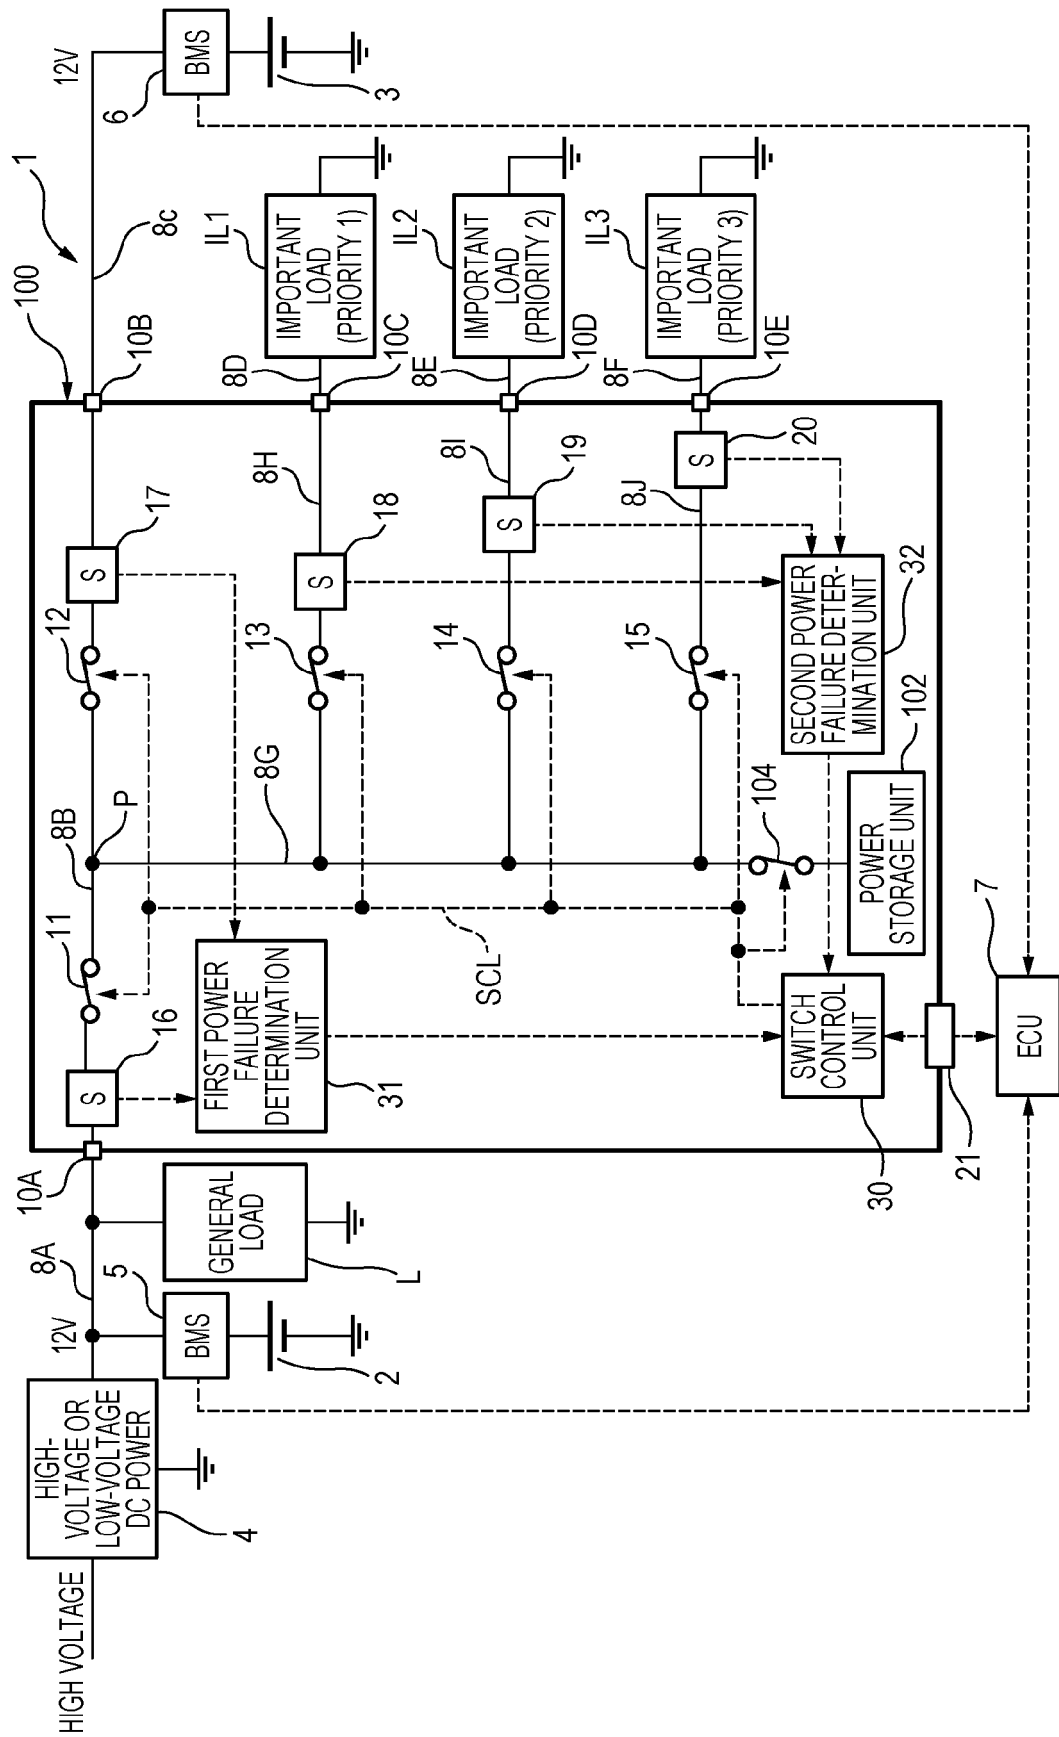 HIGH VOLTAGE
HIGH-
VOLTAGE OR
LOW-VOLTAGE
DC POWER
4
12V
8A
5
BMS
2
GENERAL
LOAD
L
10A
S
16
11
8B
P
12
S
17
100
10B
1
8c
12V
6
BMS
3
FIRST POWER
FAILURE
DETERMINATION
UNIT
31
8G
13
S
18
8H
10C
8D
IL1
IMPORTANT
LOAD
(PRIORITY 1)
14
S
19
8I
10D
8E
IL2
IMPORTANT
LOAD
(PRIORITY 2)
SCL
15
8J
S
20
10E
8F
IL3
IMPORTANT
LOAD
(PRIORITY 3)
SWITCH
CONTROL
UNIT
30
104
POWER
STORAGE UNIT
102
SECOND POWER
FAILURE DETER-
MINATION UNIT
32
21
ECU
7